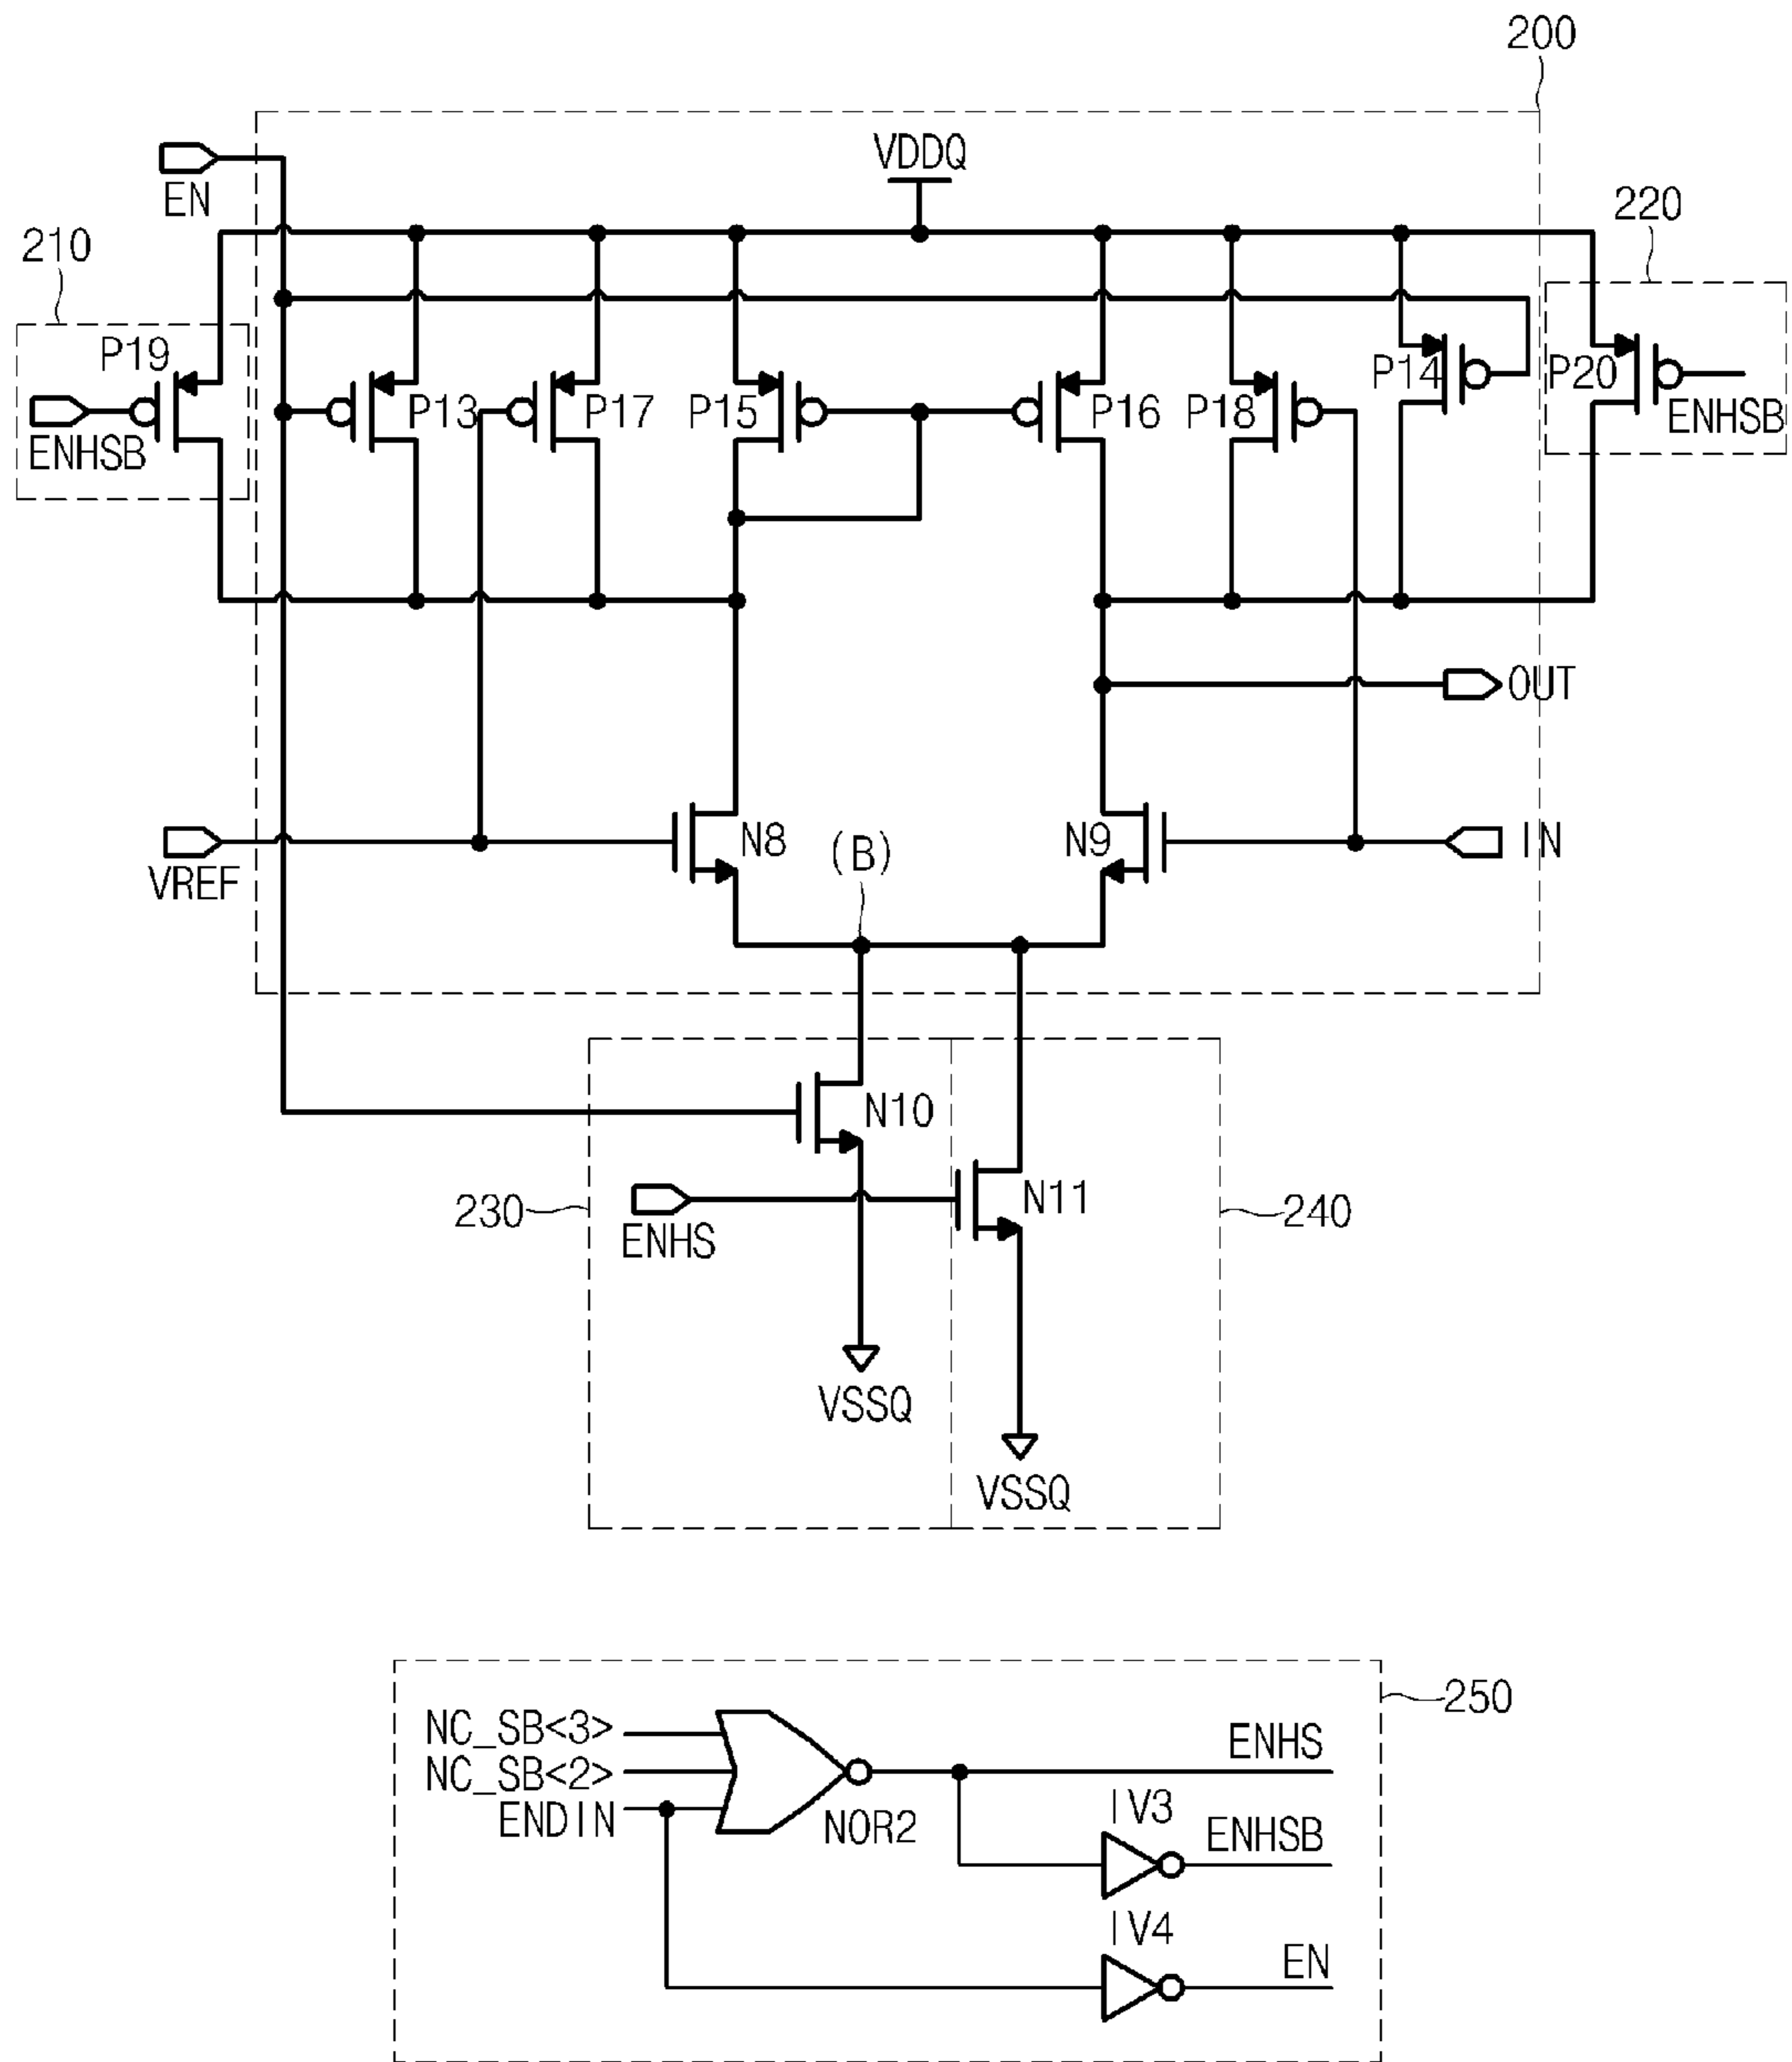 200
VDDQ
EN
220
210
P19
P13
P17
P15
P16
P18
P14
P20
ENHSB
ENHSB
OUT
N8
(B)
N9
IN
VREF
N10
N11
230
240
ENHS
VSSQ
VSSQ
250
NC_SB<3>
ENHS
NC_SB<2>
IV3
ENDIN
NOR2
ENHSB
IV4
EN